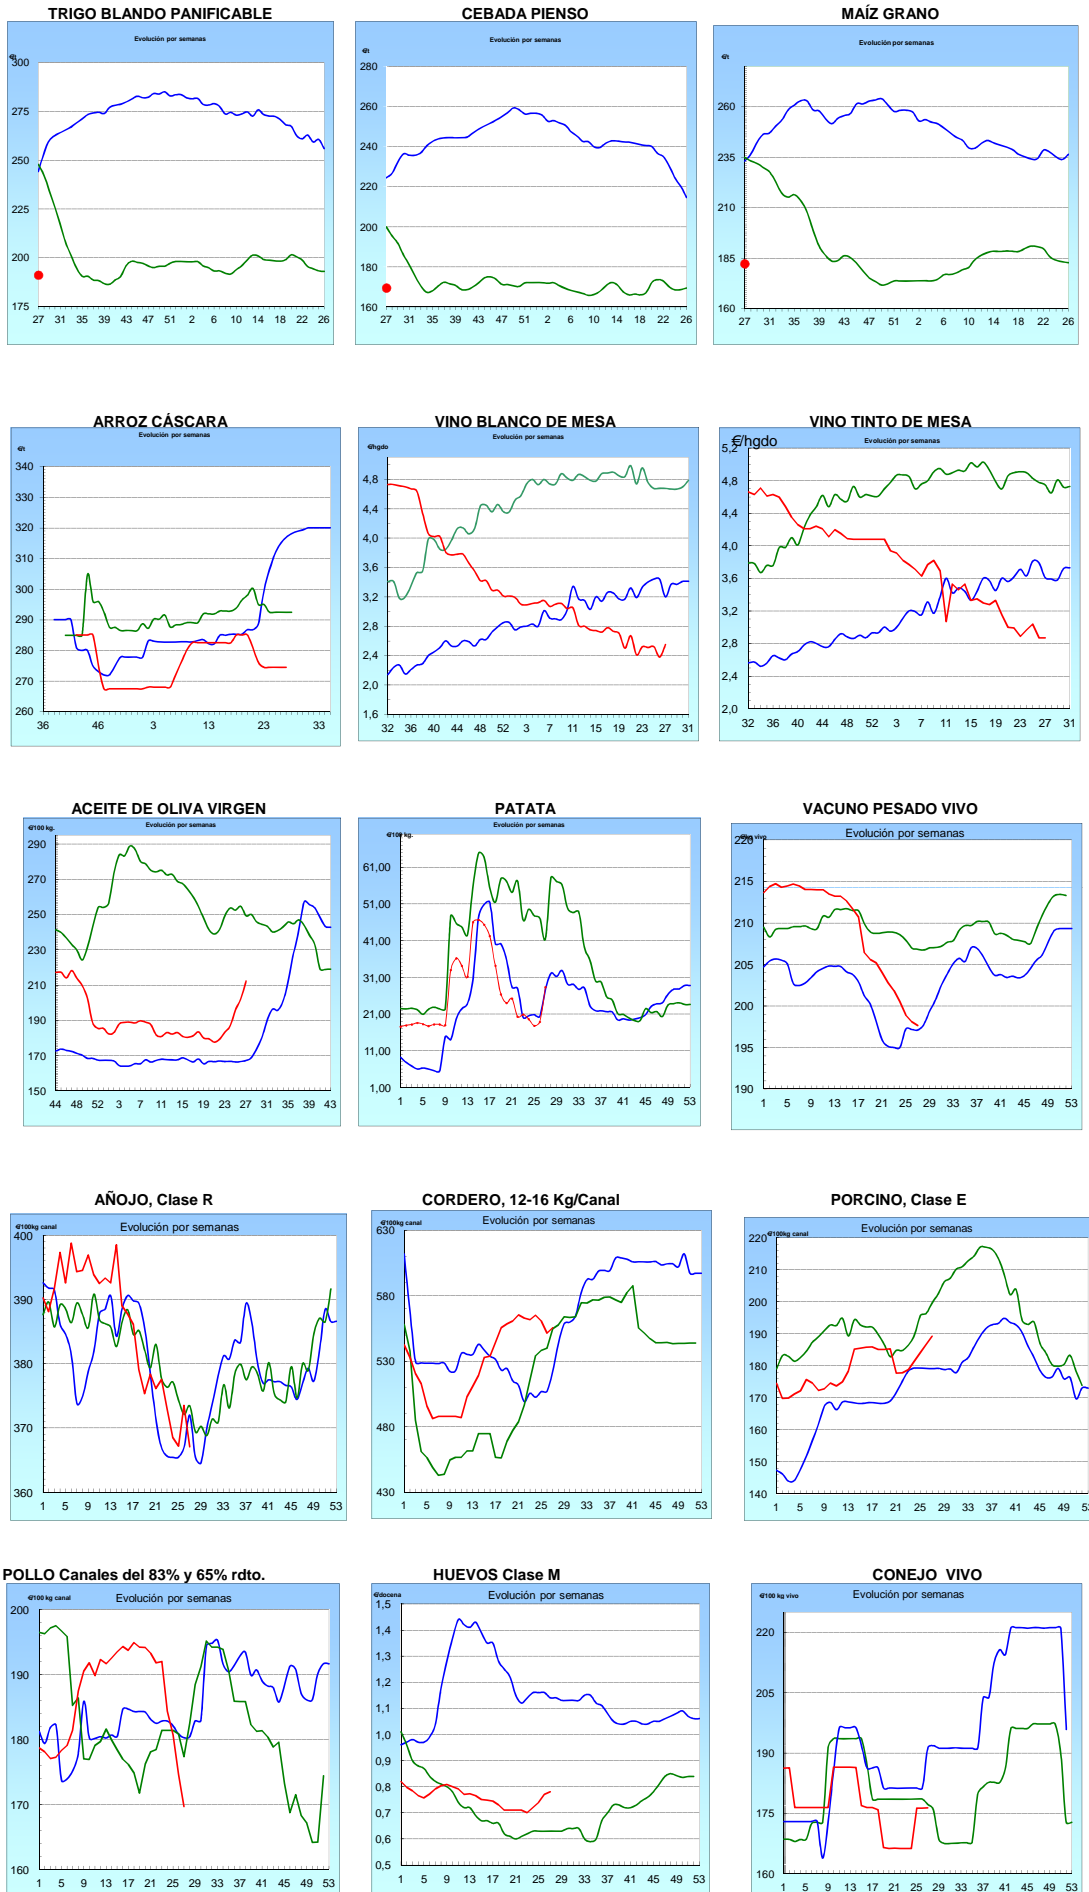 TRIGO BLANDO PANIFICABLE
Evolución por semanas
€/t
300
275
250
225
200
175
27 31 35 39 43 47 51 2 6 10 14 18 22 26
CEBADA PIENSO
Evolución por semanas
€/t
280
260
240
220
200
180
160
27 31 35 39 43 47 51 2 6 10 14 18 22 26
MAÍZ GRANO
Evolución por semanas
€/t
260
235
210
185
160
27 31 35 39 43 47 51 2 6 10 14 18 22 26
ARROZ CÁSCARA
Evolución por semanas
€/t
340
330
320
310
300
290
280
270
260
36 46 3 13 23 33
VINO BLANCO DE MESA
Evolución por semanas
€/hgdo
4,8
4,4
4,0
3,6
3,2
2,8
2,4
2,0
1,6
32 36 40 44 48 52 3 7 11 15 19 23 27 31
VINO TINTO DE MESA
Evolución por semanas
€/hgdo
5,2
4,8
4,4
4,0
3,6
3,2
2,8
2,4
2,0
32 36 40 44 48 52 3 7 11 15 19 23 27 31
ACEITE DE OLIVA VIRGEN
Evolución por semanas
€/100 kg.
290
270
250
230
210
190
170
150
44 48 52 3 7 11 15 19 23 27 31 35 39 43
PATATA
Evolución por semanas
€/100 kg.
61,00
51,00
41,00
31,00
21,00
11,00
1,00
1 5 9 13 17 21 25 29 33 37 41 45 49 53
VACUNO PESADO VIVO
Evolución por semanas
220
215
210
205
200
195
190
1 5 9 13 17 21 25 29 33 37 41 45 49 53
AÑOJO, Clase R
Evolución por semanas
€/100kg canal
400
390
380
370
360
1 5 9 13 17 21 25 29 33 37 41 45 49 53
CORDERO, 12-16 Kg/Canal
Evolución por semanas
€/100kg canal
630
580
530
480
430
1 5 9 13 17 21 25 29 33 37 41 45 49 53
PORCINO, Clase E
Evolución por semanas
€/100kg canal
220
210
200
190
180
170
160
150
140
1 5 9 13 17 21 25 29 33 37 41 45 49
POLLO Canales del 83% y 65% rdto.
Evolución por semanas
€/100 kg canal
200
190
180
170
160
1 5 9 13 17 21 25 29 33 37 41 45 49 53
HUEVOS Clase M
Evolución por semanas
€/docena
1,5
1,4
1,3
1,2
1,1
1,0
0,9
0,8
0,7
0,6
0,5
1 5 9 13 17 21 25 29 33 37 41 45 49 53
CONEJO VIVO
Evolución por semanas
€/100 kg vivo
220
205
190
175
160
1 5 9 13 17 21 25 29 33 37 41 45 49 53